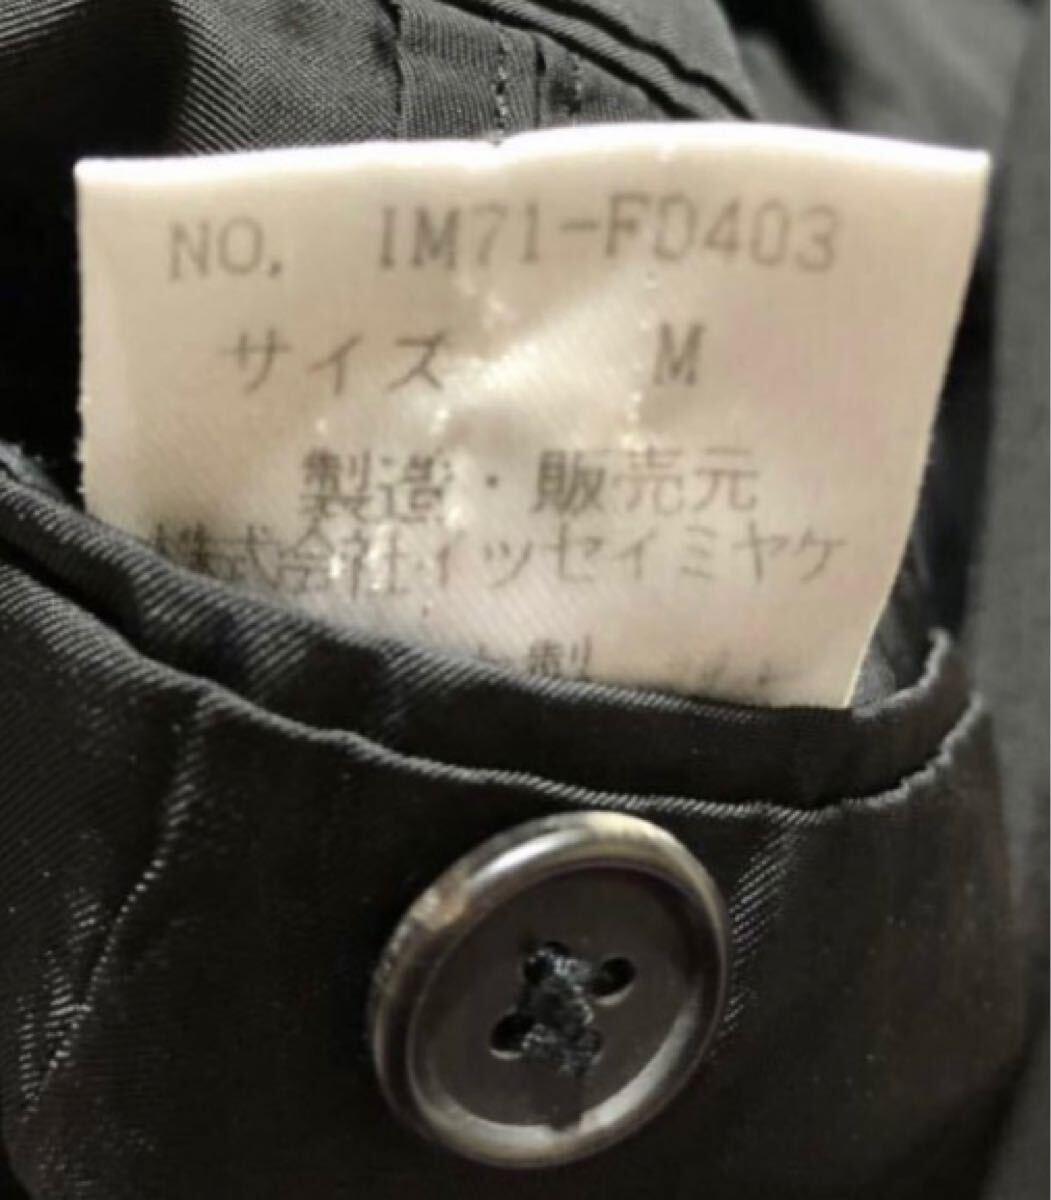 NO. IM71-FD403
サイズ M
製造・販売元
株式会社イッセイミヤケ
製